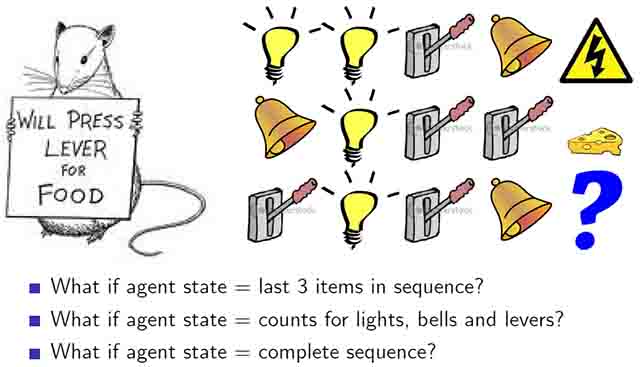 WILL PRESS
LEVER
FOR
FOOD
?
What if agent state = last 3 items in sequence?
What if agent state = counts for lights, bells and levers?
What if agent state = complete sequence?